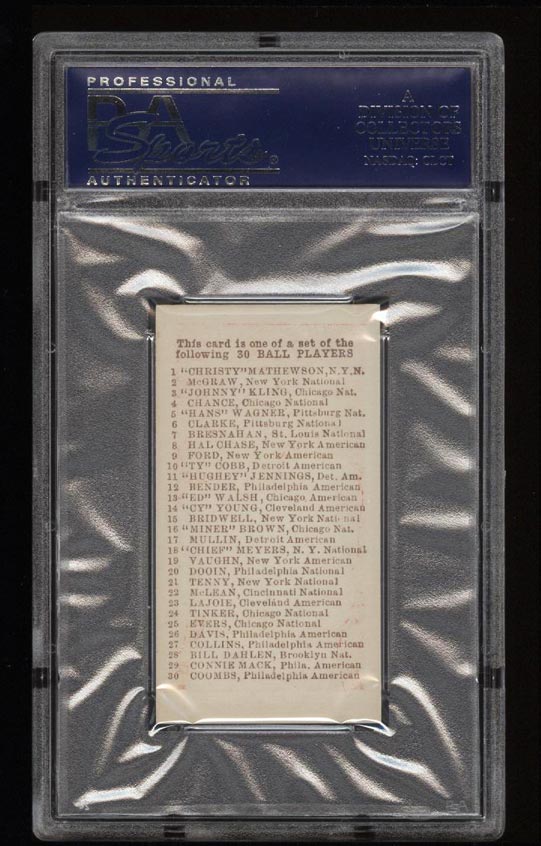 PROFESSIONAL
PSA
Sports®
AUTHENTICATOR
A
DIVISION OF
COLLECTORS
UNIVERSE
NASDAQ: CLCT
This card is one of a set of the
following 30 BALL PLAYERS
1 "CHRISTY" MATHEWSON, N.Y.N.
2 McGRAW, New York National
3 "JOHNNY" KLING, Chicago Nat.
4 CHANCE, Chicago National
5 "HANS" WAGNER, Pittsburg Nat.
6 CLARKE, Pittsburg National
7 BRESNAHAN, St. Louis National
8 HAL CHASE, New York American
9 FORD, New York American
10 "TY" COBB, Detroit American
11 "HUGHEY" JENNINGS, Det. Am.
12 BENDER, Philadelphia American
13 "ED" WALSH, Chicago American
14 "CY" YOUNG, Cleveland American
15 BRIDWELL, New York National
16 "MINER" BROWN, Chicago Nat.
17 MULLIN, Detroit American
18 "CHIEF" MEYERS, N. Y. National
19 VAUGHN, New York American
20 DOOIN, Philadelphia National
21 TENNY, New York National
22 McLEAN, Cincinnati National
23 LAJOIE, Cleveland American
24 TINKER, Chicago National
25 EVERS, Chicago National
26 DAVIS, Philadelphia American
27 COLLINS, Philadelphia American
28 BILL DAHLEN, Brooklyn Nat.
29 CONNIE MACK, Phila. American
30 COOMBS, Philadelphia American